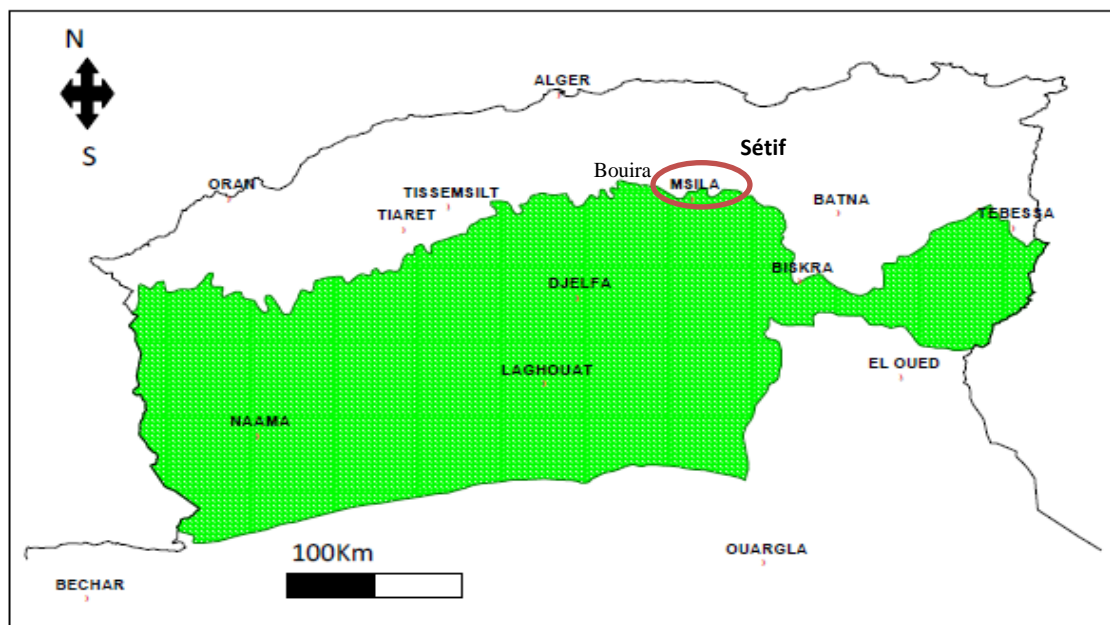 N
S
ALGER
Sétif
Bouira
MSILA
ORAN
TISSEMSILT
BATNA
TIARET
TEBESSA
BISKRA
DJELFA
LAGHOUAT
EL OUED
NAAMA
100Km
OUARGLA
BECHAR